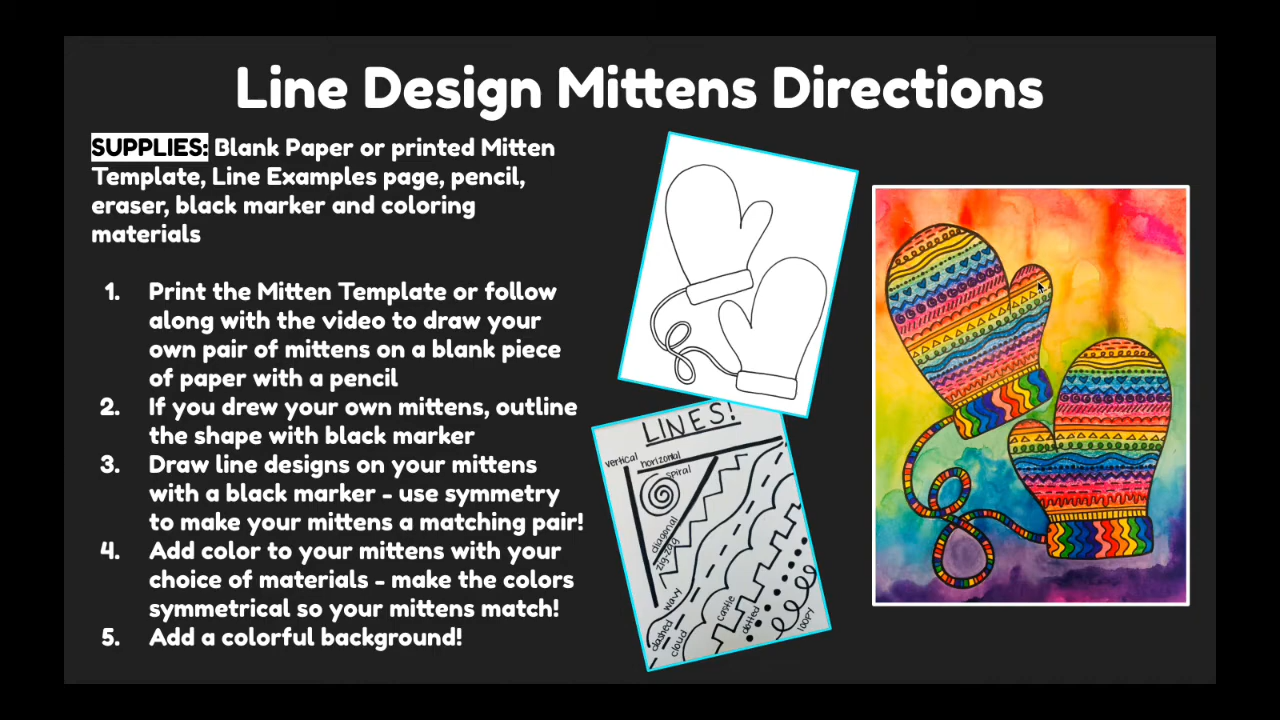 Line Design Mittens Directions
SUPPLIES: Blank Paper or printed Mitten
Template, Line Examples page, pencil,
eraser, black marker and coloring
materials
1. Print the Mitten Template or follow
along with the video to draw your
own pair of mittens on a blank piece
of paper with a pencil
2. If you drew your own mittens, outline
the shape with black marker
3. Draw line designs on your mittens
with a black marker - use symmetry
to make your mittens a matching pair!
4. Add color to your mittens with your
choice of materials - make the colors
symmetrical so your mittens match!
5. Add a colorful background!
LINES!
vertical
horizontal
spiral
diagonal
zig-zag
wavy
dashed
cloud
castle
dotted
loopy